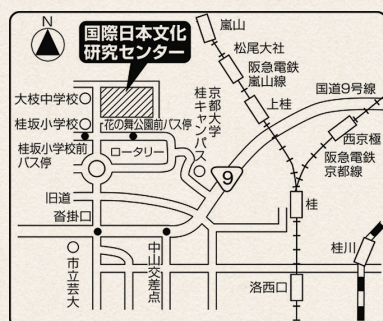 N
国際日本文化
研究センター
嵐山
松尾大社
阪急電鉄
嵐山線
上桂
国道9号線
大枝中学校
桂坂小学校
花の舞公園前バス停
桂坂小学校前
バス停
ロータリー
京都大学
桂キャンパス
9
西京極
阪急電鉄
京都線
旧道
沓掛口
桂
桂川
市立芸大
中山交差点
洛西口